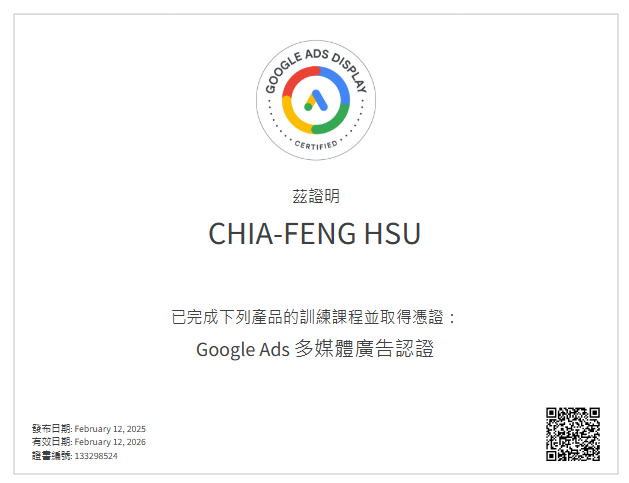 GOOGLE ADS DISPLAY
CERTIFIED
茲證明
CHIA-FENG HSU
已完成下列產品的訓練課程並取得憑證：
Google Ads 多媒體廣告認證
發布日期: February 12, 2025
有效日期: February 12, 2026
證書編號: 133298524